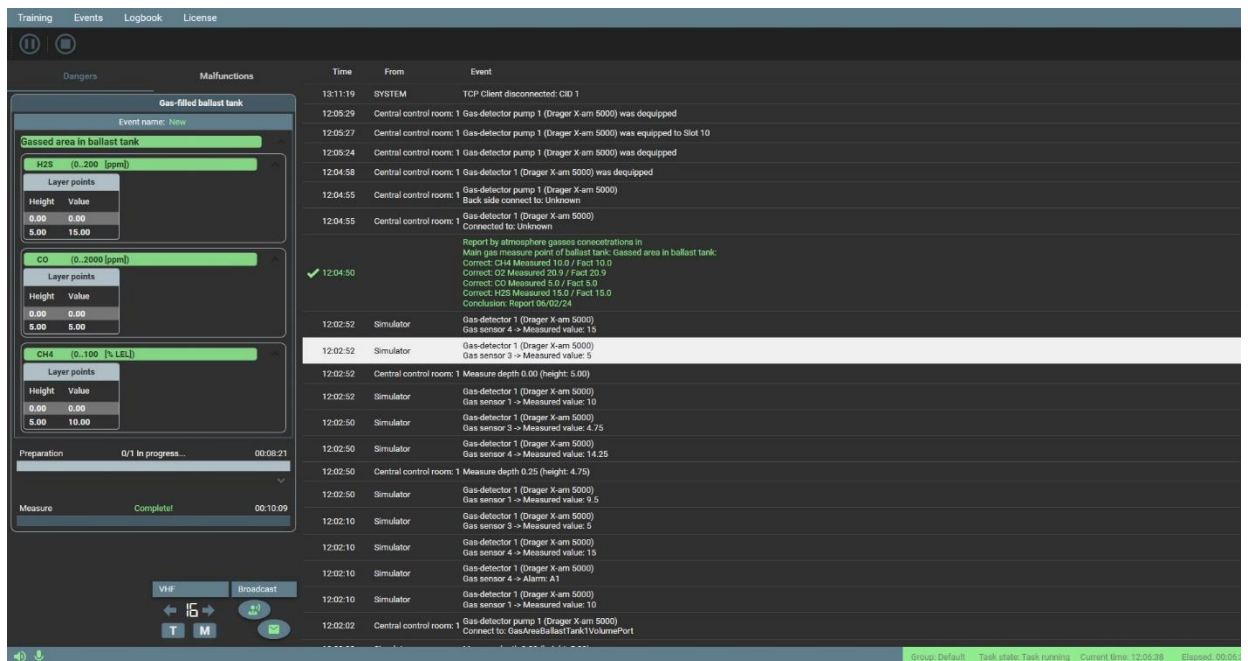 Training Events Logbook License
Dangers Malfunctions
Gas-filled ballast tank
Event name: New
Gassed area in ballast tank
H2S (0..200 [ppm])
Layer points
Height Value
0.00 0.00
5.00 15.00
CO (0..2000 [ppm])
Layer points
Height Value
0.00 0.00
5.00 5.00
CH4 (0..100 [% LEL])
Layer points
Height Value
0.00 0.00
5.00 10.00
Preparation 0/1 In progress... 00:08:21
Measure Complete! 00:10:09
VHF Broadcast
16
T M
Time From Event
13:11:19 SYSTEM TCP Client disconnected: CID 1
12:05:29 Central control room: 1 Gas-detector pump 1 (Drager X-am 5000) was dequipped
12:05:27 Central control room: 1 Gas-detector pump 1 (Drager X-am 5000) was equipped to Slot 10
12:05:24 Central control room: 1 Gas-detector pump 1 (Drager X-am 5000) was dequipped
12:04:58 Central control room: 1 Gas-detector 1 (Drager X-am 5000) was dequipped
12:04:55 Central control room: 1 Gas-detector pump 1 (Drager X-am 5000)
Back side connect to: Unknown
12:04:55 Central control room: 1 Gas-detector 1 (Drager X-am 5000)
Connected to: Unknown
12:04:50 Report by atmosphere gasses conecetrations in
Main gas measure point of ballast tank: Gassed area in ballast tank:
Correct: CH4 Measured 10.0 / Fact 10.0
Correct: O2 Measured 20.9 / Fact 20.9
Correct: CO Measured 5.0 / Fact 5.0
Correct: H2S Measured 15.0 / Fact 15.0
Conclusion: Report 06/02/24
12:02:52 Simulator Gas-detector 1 (Drager X-am 5000)
Gas sensor 4 -> Measured value: 15
12:02:52 Simulator Gas-detector 1 (Drager X-am 5000)
Gas sensor 3 -> Measured value: 5
12:02:52 Central control room: 1 Measure depth 0.00 (height: 5.00)
12:02:52 Simulator Gas-detector 1 (Drager X-am 5000)
Gas sensor 1 -> Measured value: 10
12:02:50 Simulator Gas-detector 1 (Drager X-am 5000)
Gas sensor 3 -> Measured value: 4.75
12:02:50 Simulator Gas-detector 1 (Drager X-am 5000)
Gas sensor 4 -> Measured value: 14.25
12:02:50 Central control room: 1 Measure depth 0.25 (height: 4.75)
12:02:50 Simulator Gas-detector 1 (Drager X-am 5000)
Gas sensor 1 -> Measured value: 9.5
12:02:10 Simulator Gas-detector 1 (Drager X-am 5000)
Gas sensor 3 -> Measured value: 5
12:02:10 Simulator Gas-detector 1 (Drager X-am 5000)
Gas sensor 4 -> Measured value: 15
12:02:10 Simulator Gas-detector 1 (Drager X-am 5000)
Gas sensor 4 -> Alarm: A1
12:02:10 Simulator Gas-detector 1 (Drager X-am 5000)
Gas sensor 1 -> Measured value: 10
12:02:02 Central control room: 1 Gas-detector pump 1 (Drager X-am 5000)
Connect to: GasAreaBallastTank1VolumePort
Group: Default Task state: Task running Current time: 12:06:38 Elapsed: 00:06: